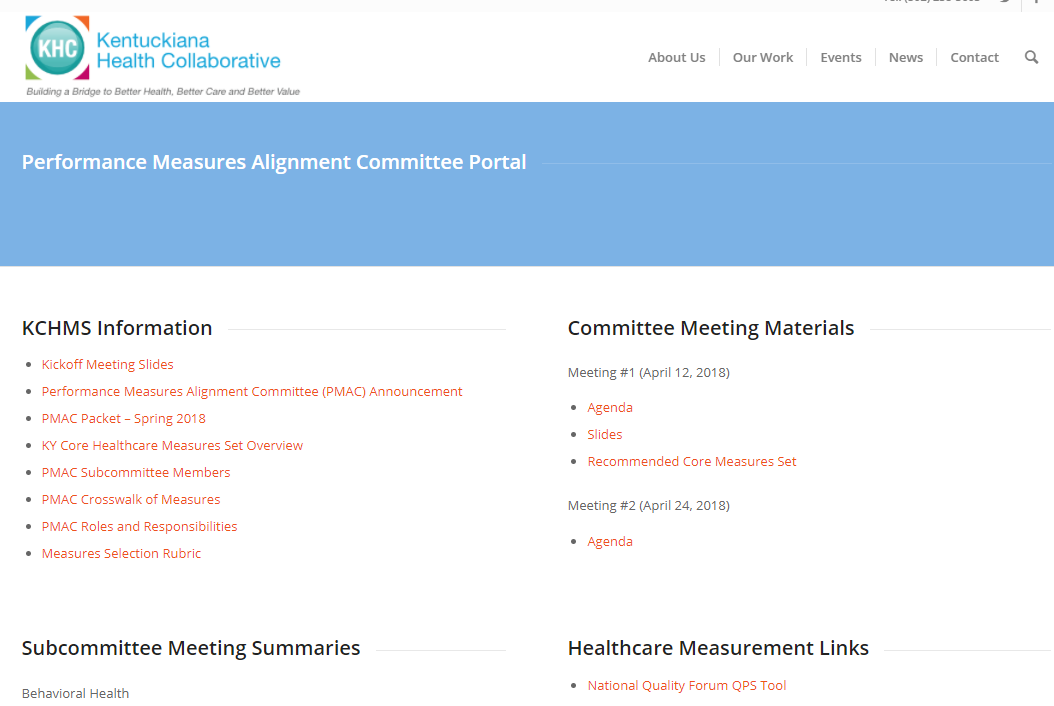 KHC
Kentuckiana
Health Collaborative
Building a Bridge to Better Health, Better Care and Better Value
About Us
Our Work
Events
News
Contact
Performance Measures Alignment Committee Portal
KCHMS Information
Kickoff Meeting Slides
Performance Measures Alignment Committee (PMAC) Announcement
PMAC Packet – Spring 2018
KY Core Healthcare Measures Set Overview
PMAC Subcommittee Members
PMAC Crosswalk of Measures
PMAC Roles and Responsibilities
Measures Selection Rubric
Committee Meeting Materials
Meeting #1 (April 12, 2018)
Agenda
Slides
Recommended Core Measures Set
Meeting #2 (April 24, 2018)
Agenda
Subcommittee Meeting Summaries
Behavioral Health
Healthcare Measurement Links
National Quality Forum QPS Tool